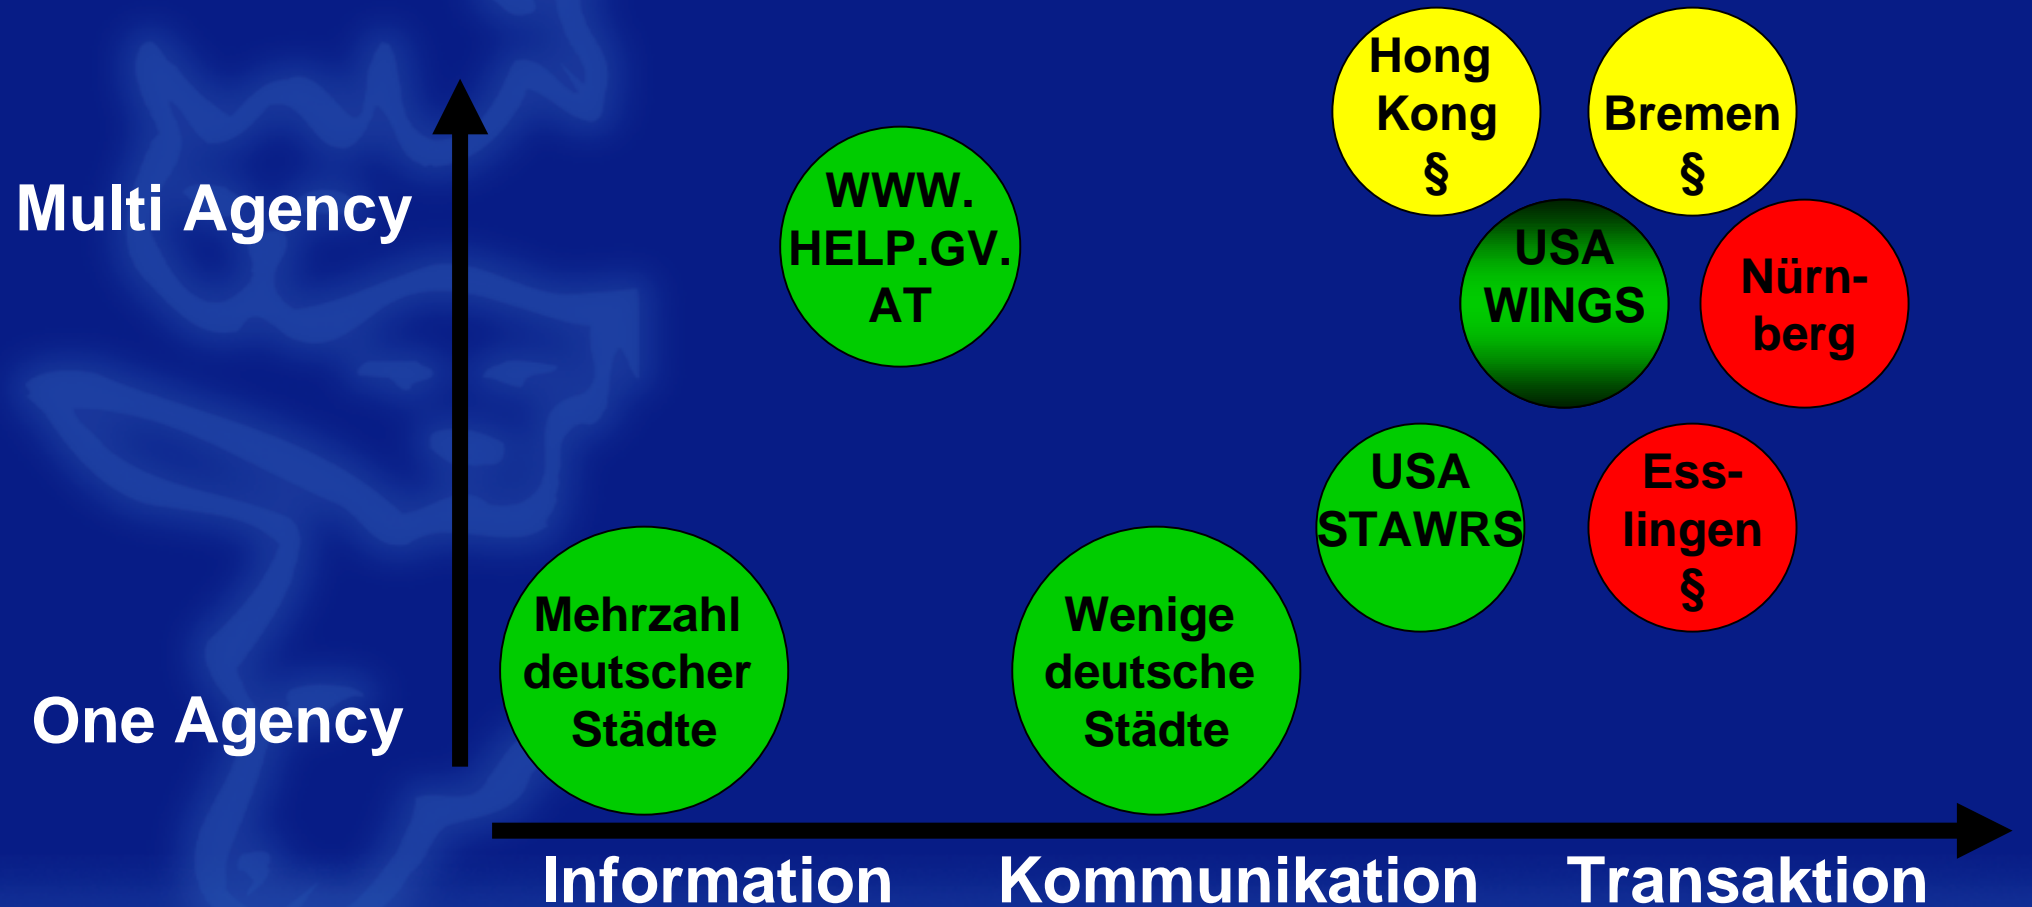 Hong
Kong
§
Bremen
§
WWW.
HELP.GV.
AT
Multi Agency
USA
WINGS
Nürn-
berg
USA
STAWRS
Ess-
lingen
§
Mehrzahl
deutscher
Städte
Wenige
deutsche
Städte
One Agency
Information
Kommunikation
Transaktion